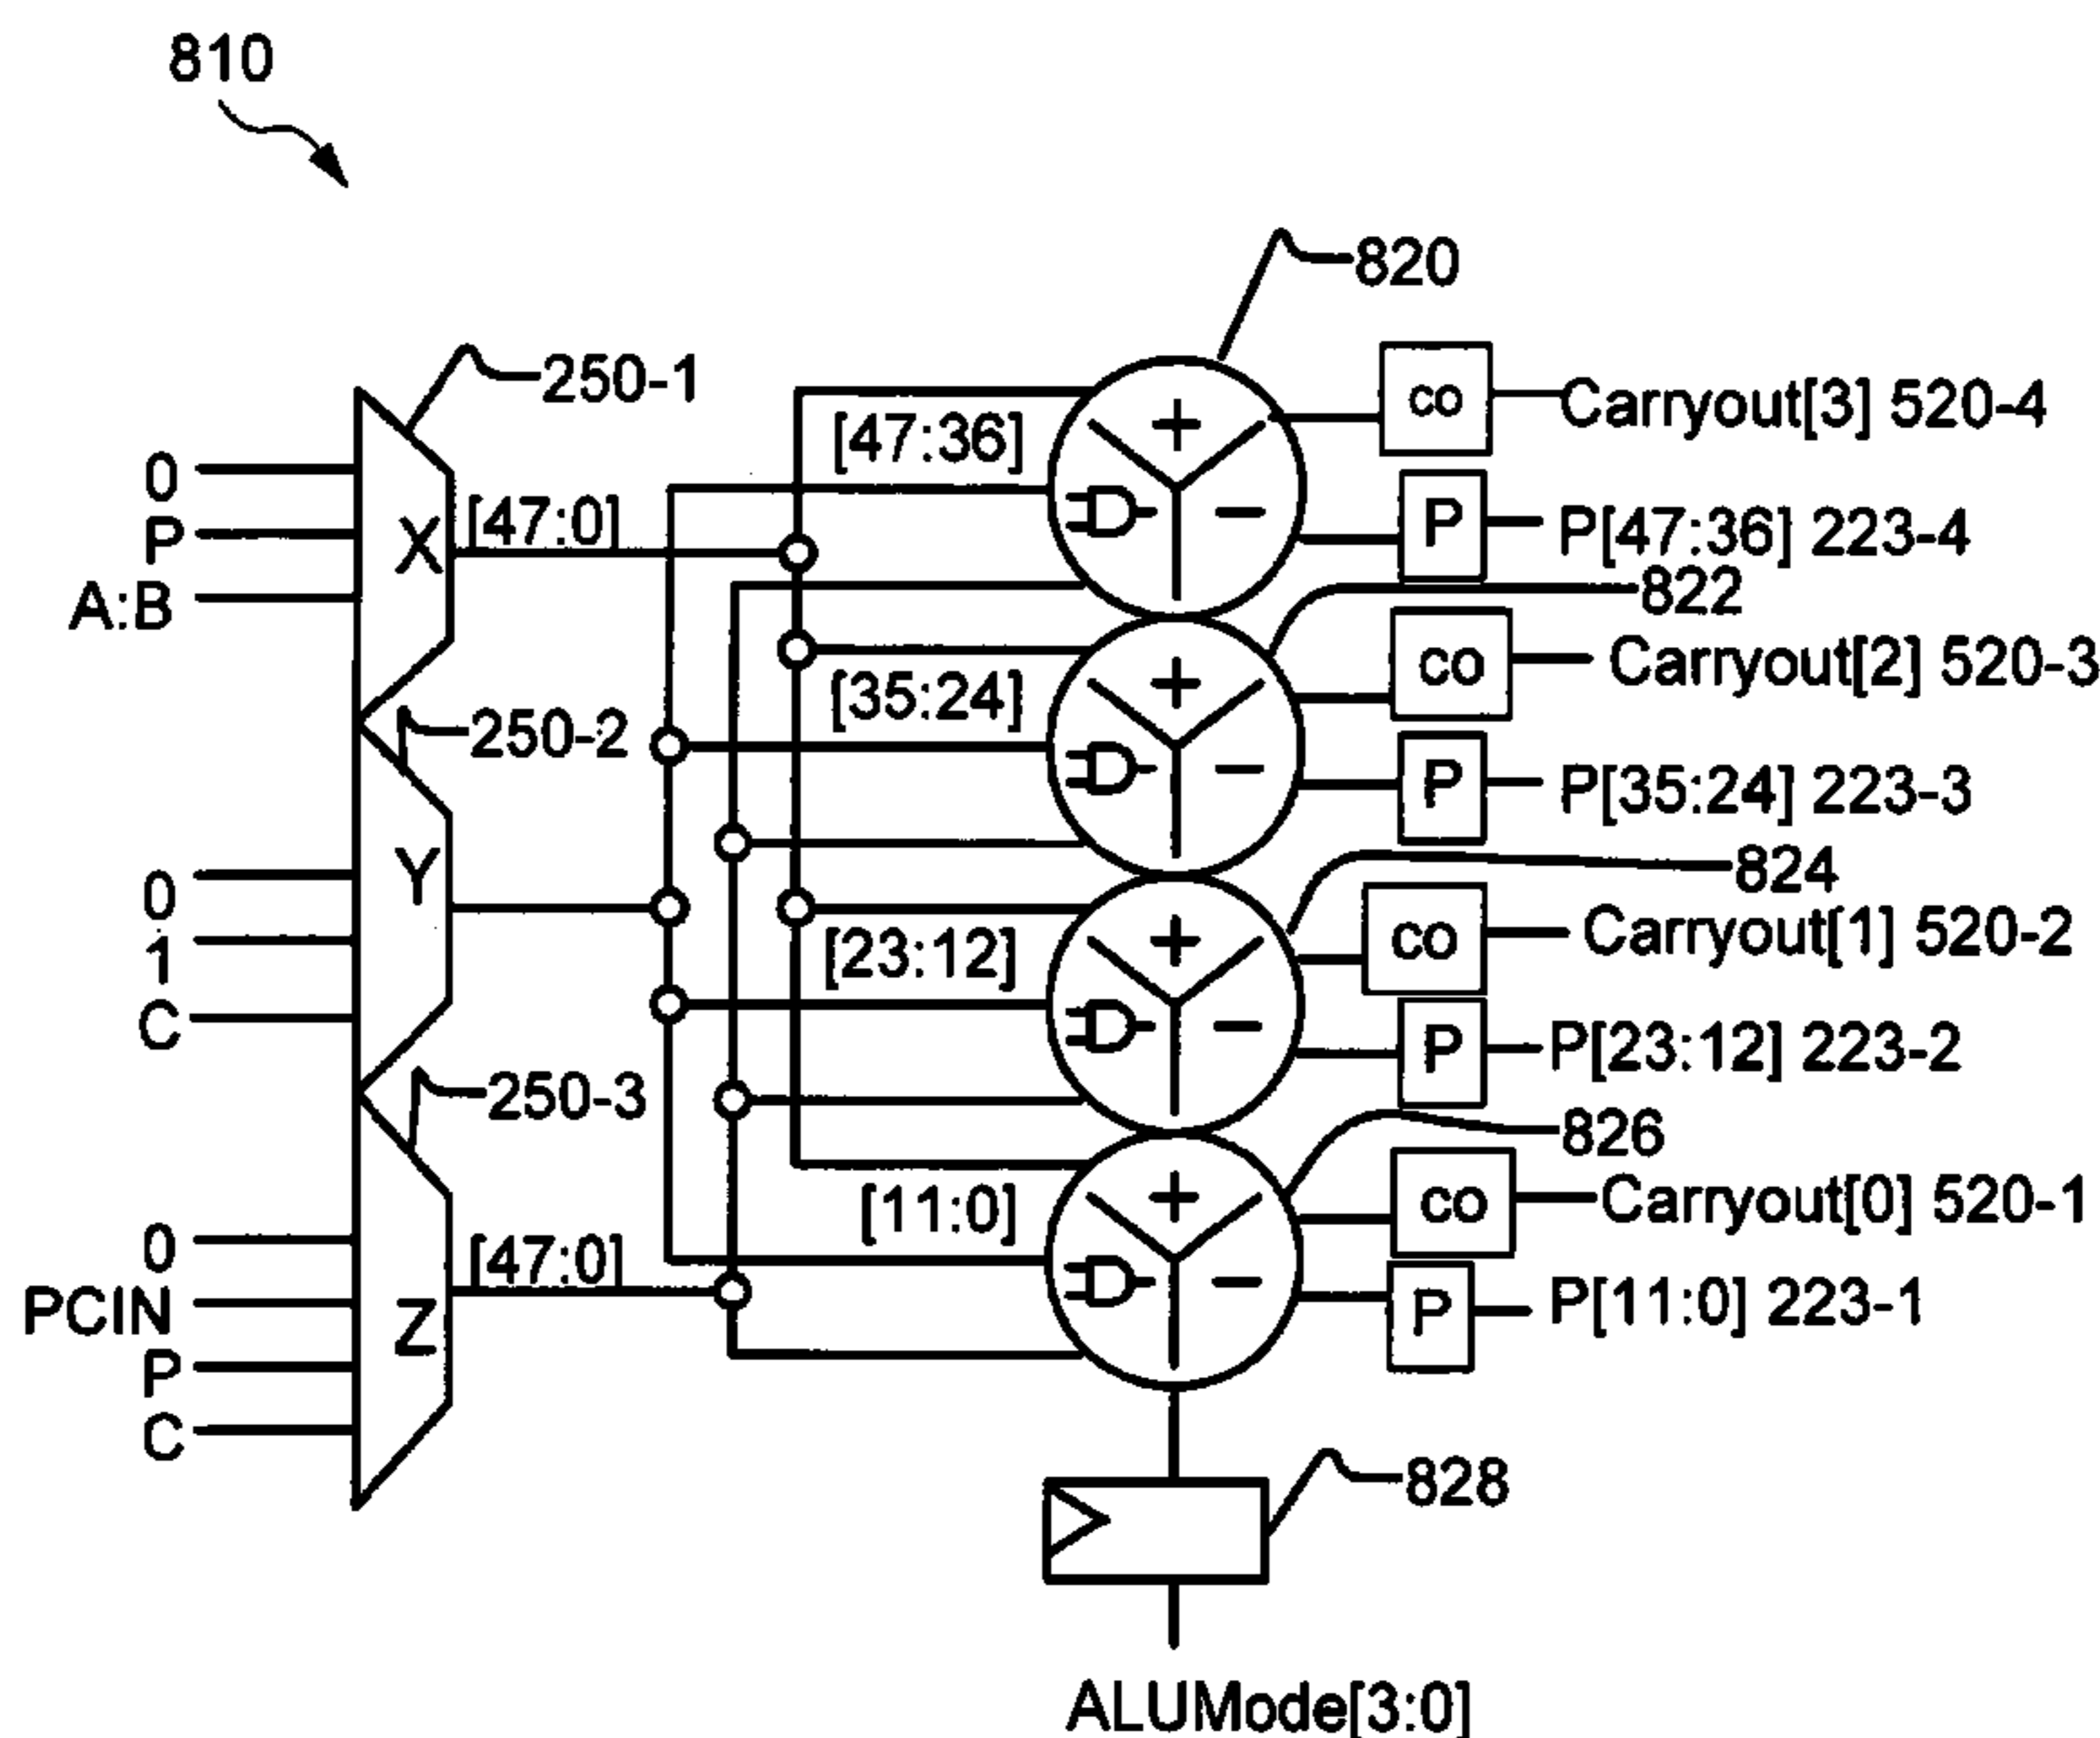 810
820
250-1
co
Carryout[3] 520-4
[47:36]
0
P
A:B
X
[47:0]
+
−
P
P[47:36] 223-4
822
co
Carryout[2] 520-3
[35:24]
250-2
+
−
P
P[35:24] 223-3
824
0
1
C
Y
co
Carryout[1] 520-2
[23:12]
+
−
P
P[23:12] 223-2
250-3
826
co
Carryout[0] 520-1
[11:0]
0
PCIN
P
C
Z
[47:0]
+
−
P
P[11:0] 223-1
828
ALUMode[3:0]